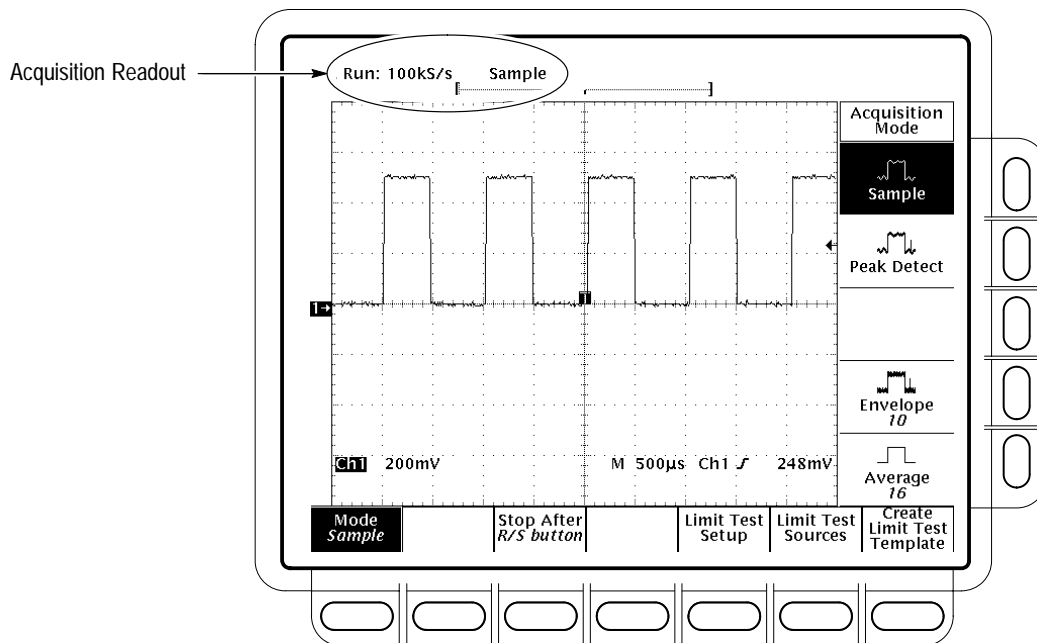 Acquisition Readout
Run: 100kS/s Sample
Acquisition
Mode
Sample
Peak Detect
Envelope
10
Average
16
1
T
Ch1 200mV M 500µs Ch1 248mV
Mode
Sample
Stop After
R/S button
Limit Test
Setup
Limit Test
Sources
Create
Limit Test
Template